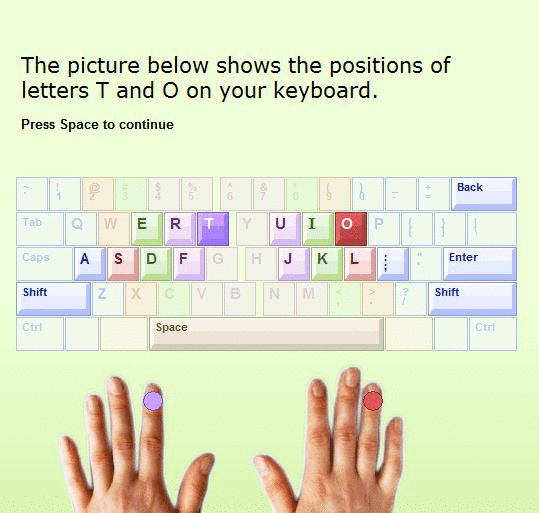 The picture below shows the positions of
letters T and O on your keyboard.
Press Space to continue
~ ! 1 @ 2 # 3 $ 4 % 5 ^ 6 & 7 * 8 ( 9 ) 0 _ - + = Back
Tab Q W E R T Y U I O P { [ } ]
Caps A S D F G H J K L : ; " ' Enter
Shift Z X C V B N M < , > . ? / Shift
Ctrl Space Ctrl